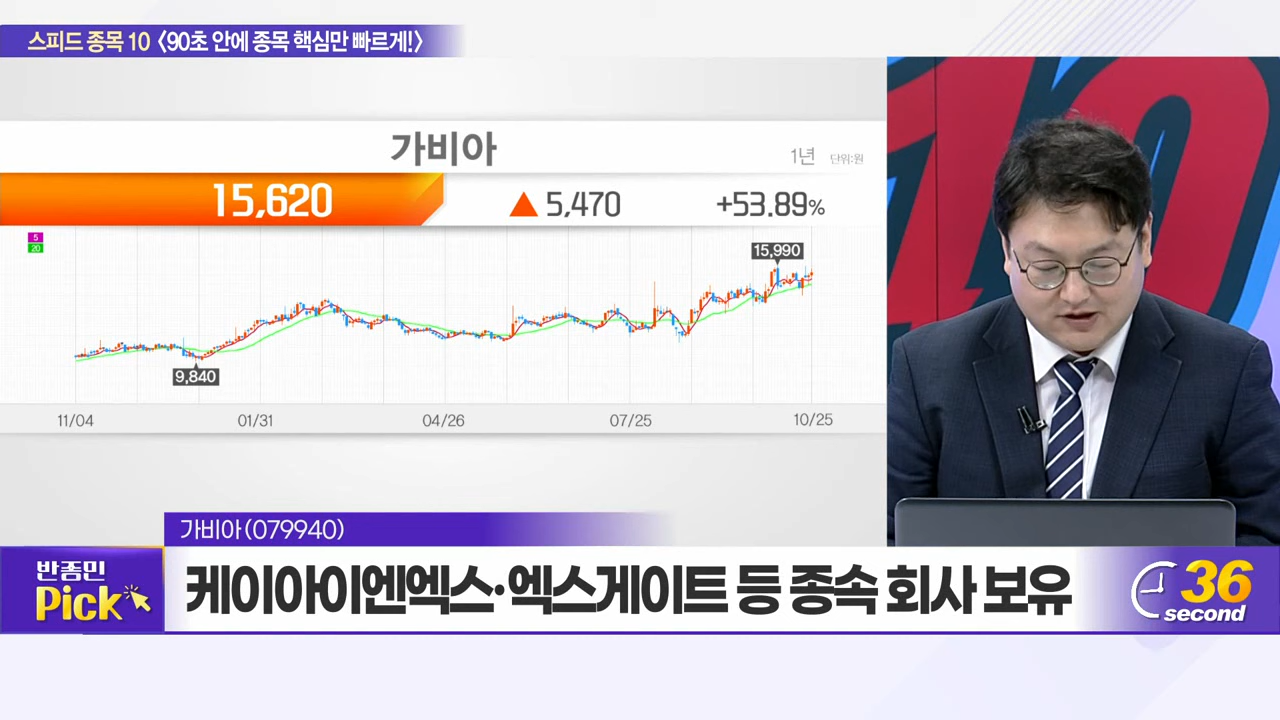 스피드 종목 10 〈90초 안에 종목 핵심만 빠르게!〉
가비아
1년 단위:원
15,620 ▲ 5,470 +53.89%
5
20
15,990
9,840
11/04 01/31 04/26 07/25 10/25
10
가비아(079940)
반종민
Pick
케이아이엔엑스·엑스게이트 등 종속 회사 보유
36
second